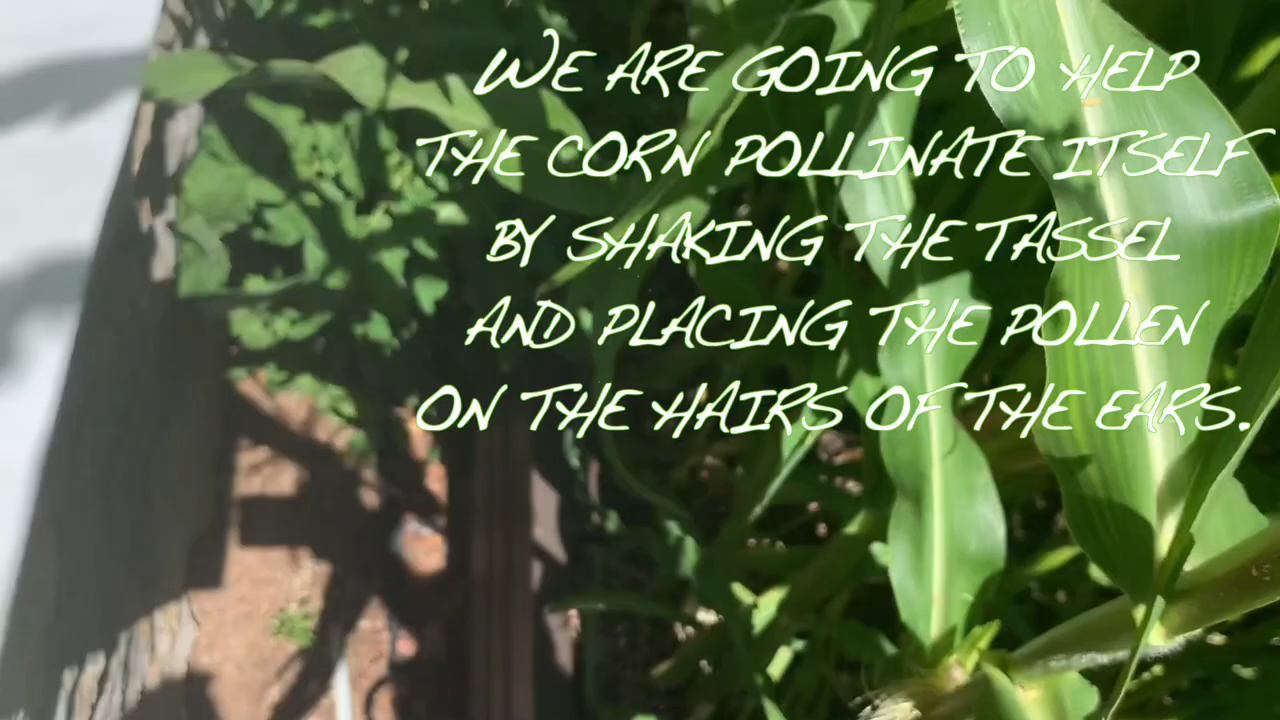 WE ARE GOING TO HELP
THE CORN POLLINATE ITSELF
BY SHAKING THE TASSEL
AND PLACING THE POLLEN
ON THE HAIRS OF THE EARS.